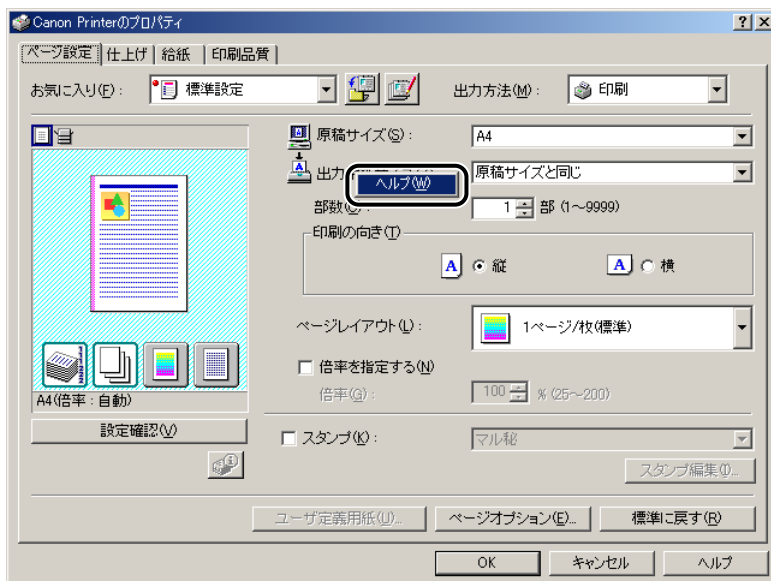 Canon Printerのプロパティ
ページ設定 仕上げ 給紙 印刷品質
お気に入り(F): 標準設定 出力方法(M): 印刷
原稿サイズ(S): A4
出力 原稿サイズと同じ
ヘルプ(W)
部数 1 部 (1～9999)
印刷の向き(T)
A 縦 A 横
ページレイアウト(L): 1ページ/枚(標準)
倍率を指定する(N)
倍率(G): 100 % (25～200)
A4(倍率：自動)
設定確認(V)
スタンプ(K): マル秘
スタンプ編集(I)...
ユーザ定義用紙(U)... ページオプション(E)... 標準に戻す(R)
OK キャンセル ヘルプ